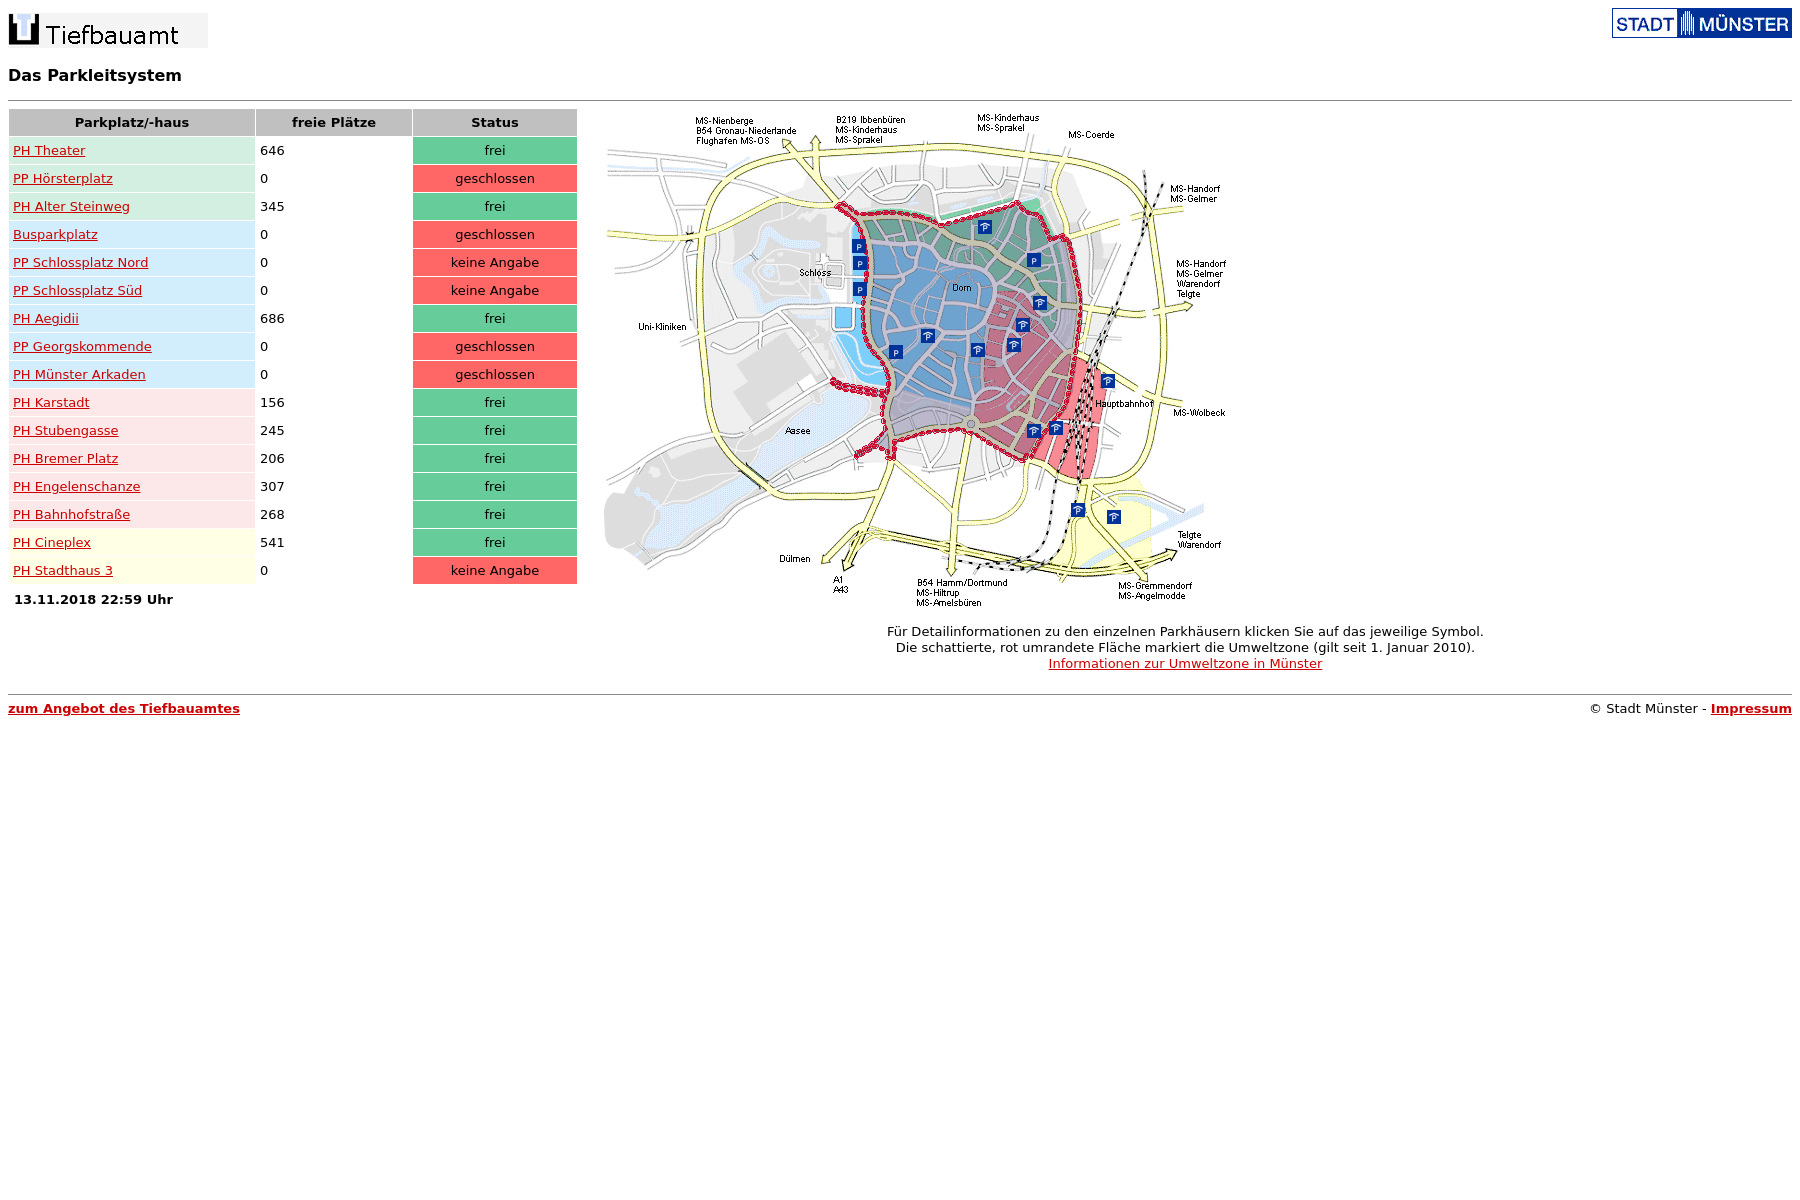 Tiefbauamt
STADT MÜNSTER
Das Parkleitsystem
Parkplatz/-haus freie Plätze Status
PH Theater 646 frei
PP Hörsterplatz 0 geschlossen
PH Alter Steinweg 345 frei
Busparkplatz 0 geschlossen
PP Schlossplatz Nord 0 keine Angabe
PP Schlossplatz Süd 0 keine Angabe
PH Aegidii 686 frei
PP Georgskommende 0 geschlossen
PH Münster Arkaden 0 geschlossen
PH Karstadt 156 frei
PH Stubengasse 245 frei
PH Bremer Platz 206 frei
PH Engelenschanze 307 frei
PH Bahnhofstraße 268 frei
PH Cineplex 541 frei
PH Stadthaus 3 0 keine Angabe
13.11.2018 22:59 Uhr
MS-Nienberge
B54 Gronau-Niederlande
Flughafen MS-OS
B219 Ibbenbüren
MS-Kinderhaus
MS-Sprakel
MS-Kinderhaus
MS-Sprakel
MS-Coerde
MS-Handorf
MS-Gelmer
MS-Handorf
MS-Gelmer
Warendorf
Telgte
Schloss
Dom
Uni-Kliniken
Hauptbahnhof
MS-Wolbeck
Aasee
Telgte
Warendorf
Dülmen
A1
A43
B54 Hamm/Dortmund
MS-Hiltrup
MS-Amelsbüren
MS-Gremmendorf
MS-Angelmodde
Für Detailinformationen zu den einzelnen Parkhäusern klicken Sie auf das jeweilige Symbol.
Die schattierte, rot umrandete Fläche markiert die Umweltzone (gilt seit 1. Januar 2010).
Informationen zur Umweltzone in Münster
zum Angebot des Tiefbauamtes
© Stadt Münster - Impressum